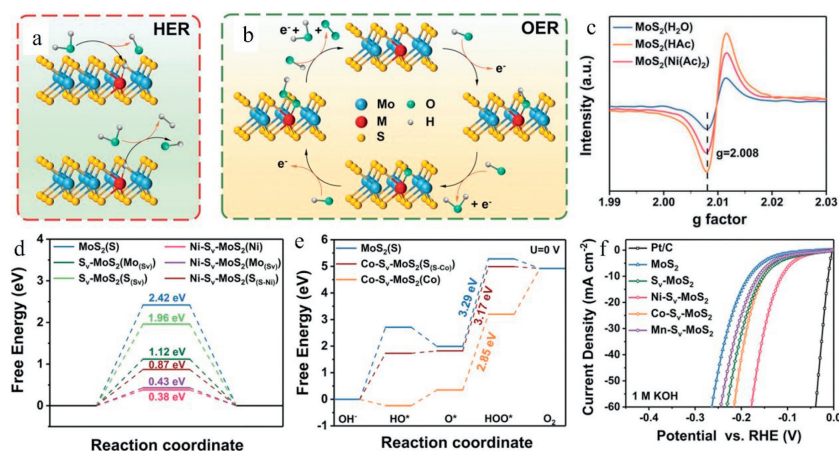 a
HER
b
e⁻ +
+
OER
e⁻
e⁻
e⁻
+ e⁻
Mo
O
M
H
S
c
MoS₂(H₂O)
MoS₂(HAc)
MoS₂(Ni(Ac)₂)
Intensity (a.u.)
g=2.008
1.99 2.00 2.01 2.02 2.03
g factor
d
MoS₂(S)
Ni-Sᵥ-MoS₂(Ni)
Sᵥ-MoS₂(Mo(Sv))
Ni-Sᵥ-MoS₂(Mo(Sv))
Sᵥ-MoS₂(S(Sv))
Ni-Sᵥ-MoS₂(S(S-Ni))
Free Energy (eV)
4
3
2
1
0
2.42 eV
1.96 eV
1.12 eV
0.87 eV
0.43 eV
0.38 eV
Reaction coordinate
e
MoS₂(S)
Co-Sᵥ-MoS₂(S(S-Co))
Co-Sᵥ-MoS₂(Co)
U=0 V
Free Energy (eV)
6
5
4
3
2
1
0
-1
3.29 eV
3.17 eV
2.85 eV
OH⁻ HO* O* HOO* O₂
Reaction coordinate
f
Pt/C
MoS₂
Sᵥ-MoS₂
Ni-Sᵥ-MoS₂
Co-Sᵥ-MoS₂
Mn-Sᵥ-MoS₂
1 M KOH
Current Density (mA cm⁻²)
0
-10
-20
-30
-40
-50
-60
-0.4 -0.3 -0.2 -0.1 0.0
Potential vs. RHE (V)